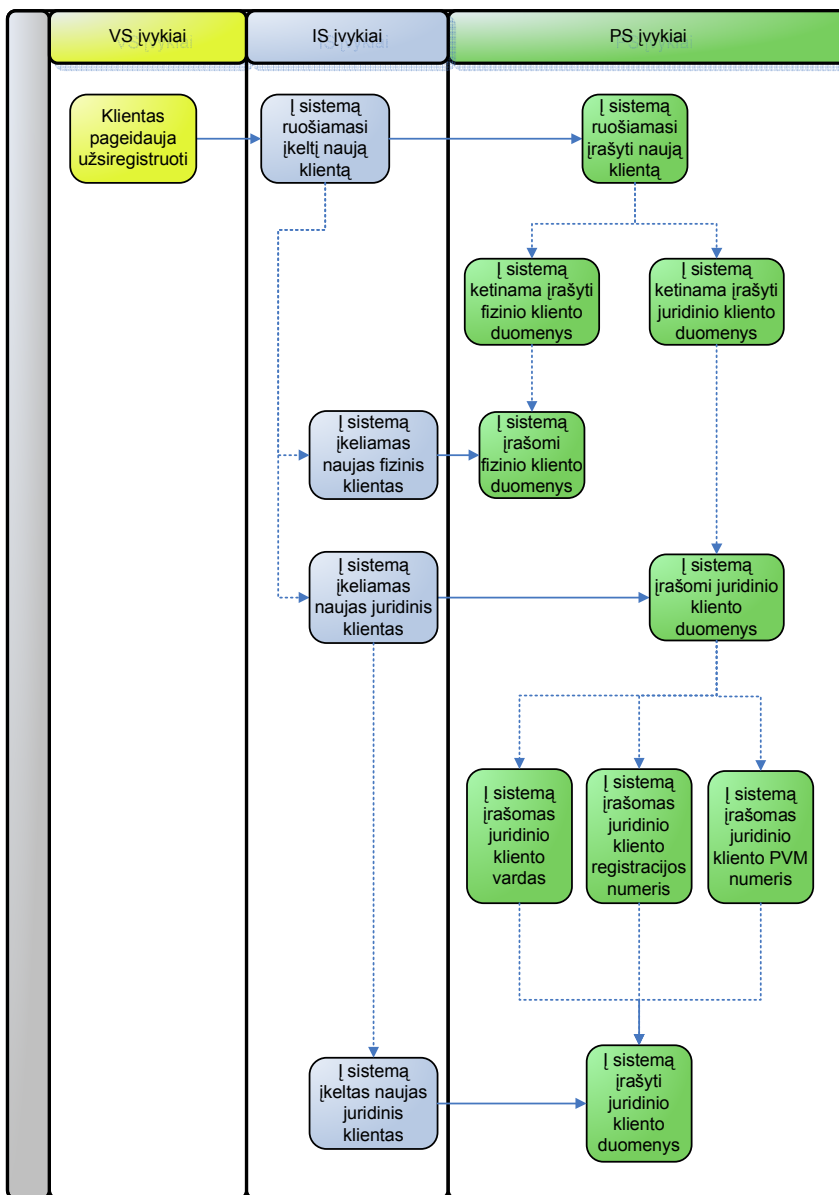 VS įvykiai
IS įvykiai
PS įvykiai
Klientas
pageidauja
užsiregistruoti
Į sistemą
ruošiamasi
įkeltį naują
klientą
Į sistemą
ruošiamasi
įrašyti naują
klientą
Į sistemą
ketinama įrašyti
fizinio kliento
duomenys
Į sistemą
ketinama įrašyti
juridinio kliento
duomenys
Į sistemą
įkeliamas
naujas fizinis
klientas
Į sistemą
įrašomi
fizinio kliento
duomenys
Į sistemą
įkeliamas
naujas juridinis
klientas
Į sistemą
įrašomi juridinio
kliento
duomenys
Į sistemą
įrašomas
juridinio
kliento
vardas
Į sistemą
įrašomas
juridinio
kliento
registracijos
numeris
Į sistemą
įrašomas
juridinio
kliento PVM
numeris
Į sistemą
įkeltas naujas
juridinis
klientas
Į sistemą
įrašyti
juridinio
kliento
duomenys